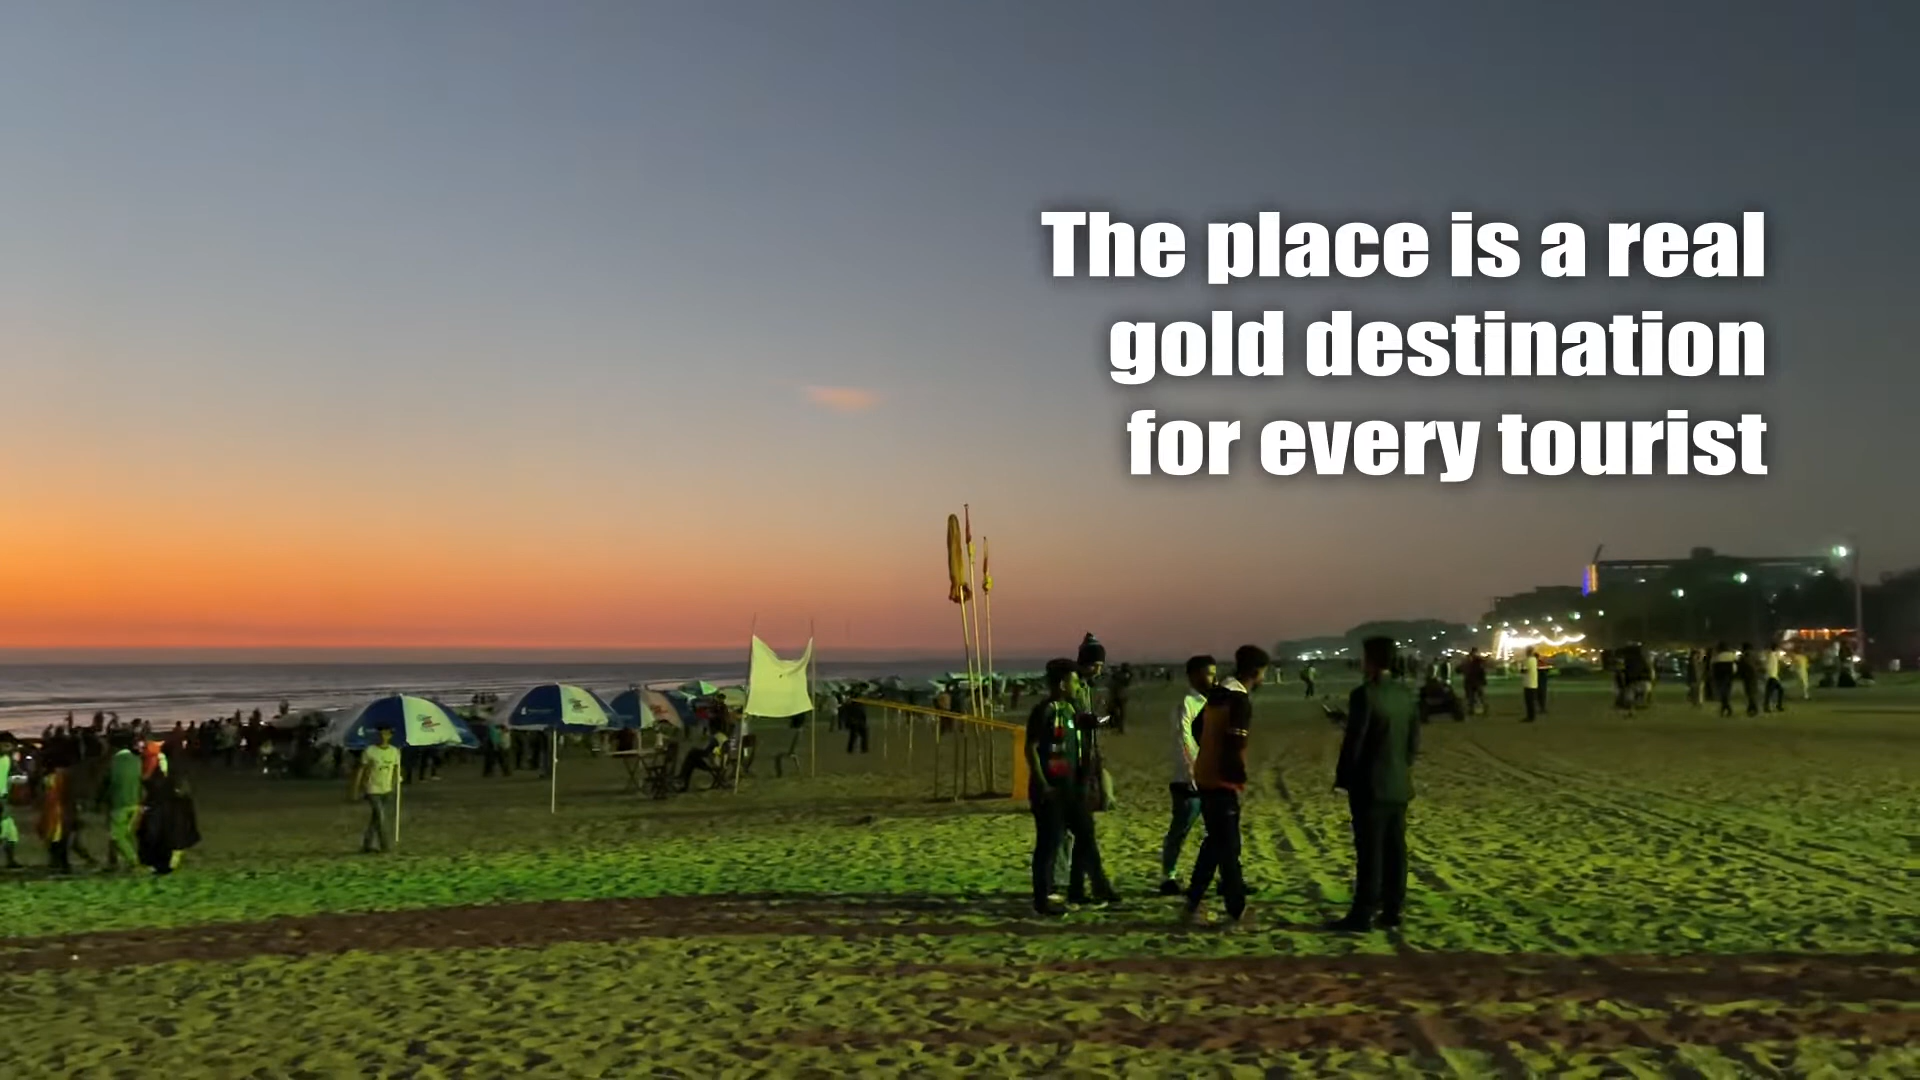 The place is a real
gold destination
for every tourist